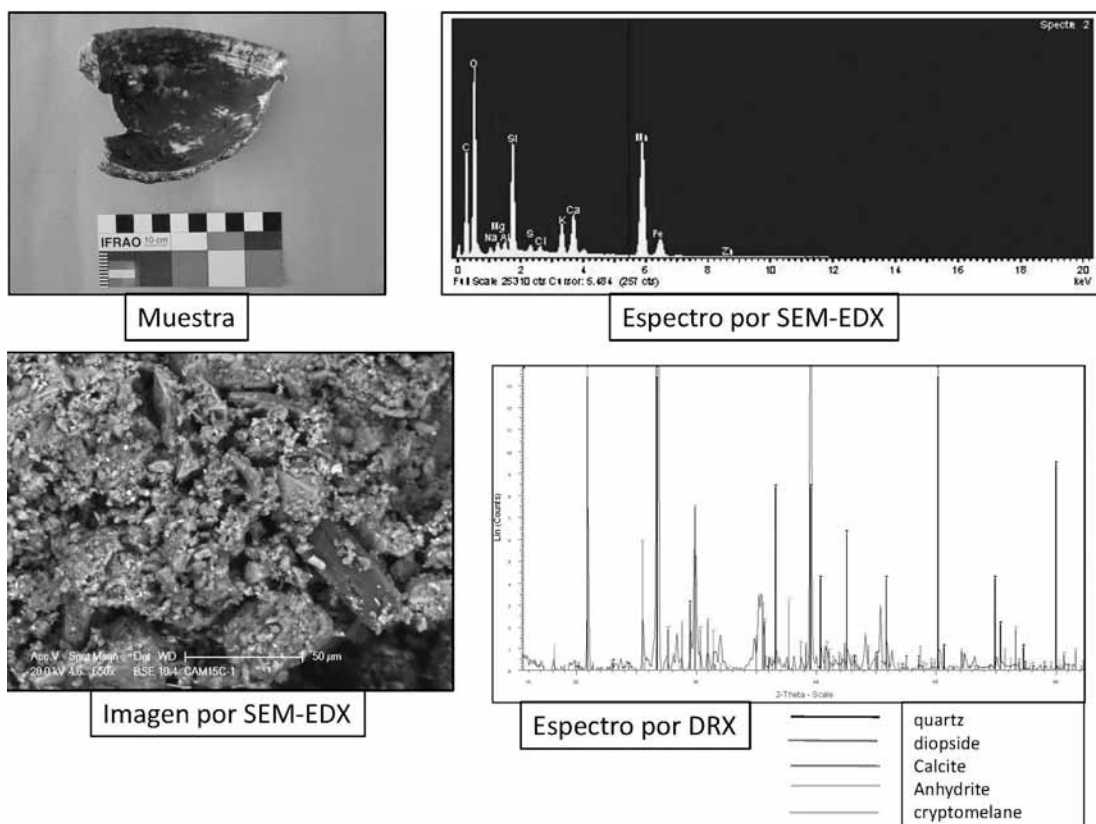 IFRAO 10 cm
Muestra
Spectre 2
O
C
Si
Mn
Mg
Na Al
S
Cl
K
Ca
Fe
0 2 4 6 8 10 12 14 16 18 20
Full Scale 25310 cts Cursor: 5.484 (257 cts) keV
Espectro por SEM-EDX
Acc.V Spot Magn Det WD 50 µm
20.0 kV 4.6 650x BSE 10.4 CAM15C-1
Imagen por SEM-EDX
Lin (Counts)
2-Theta - Scale
Espectro por DRX
quartz
diopside
Calcite
Anhydrite
cryptomelane